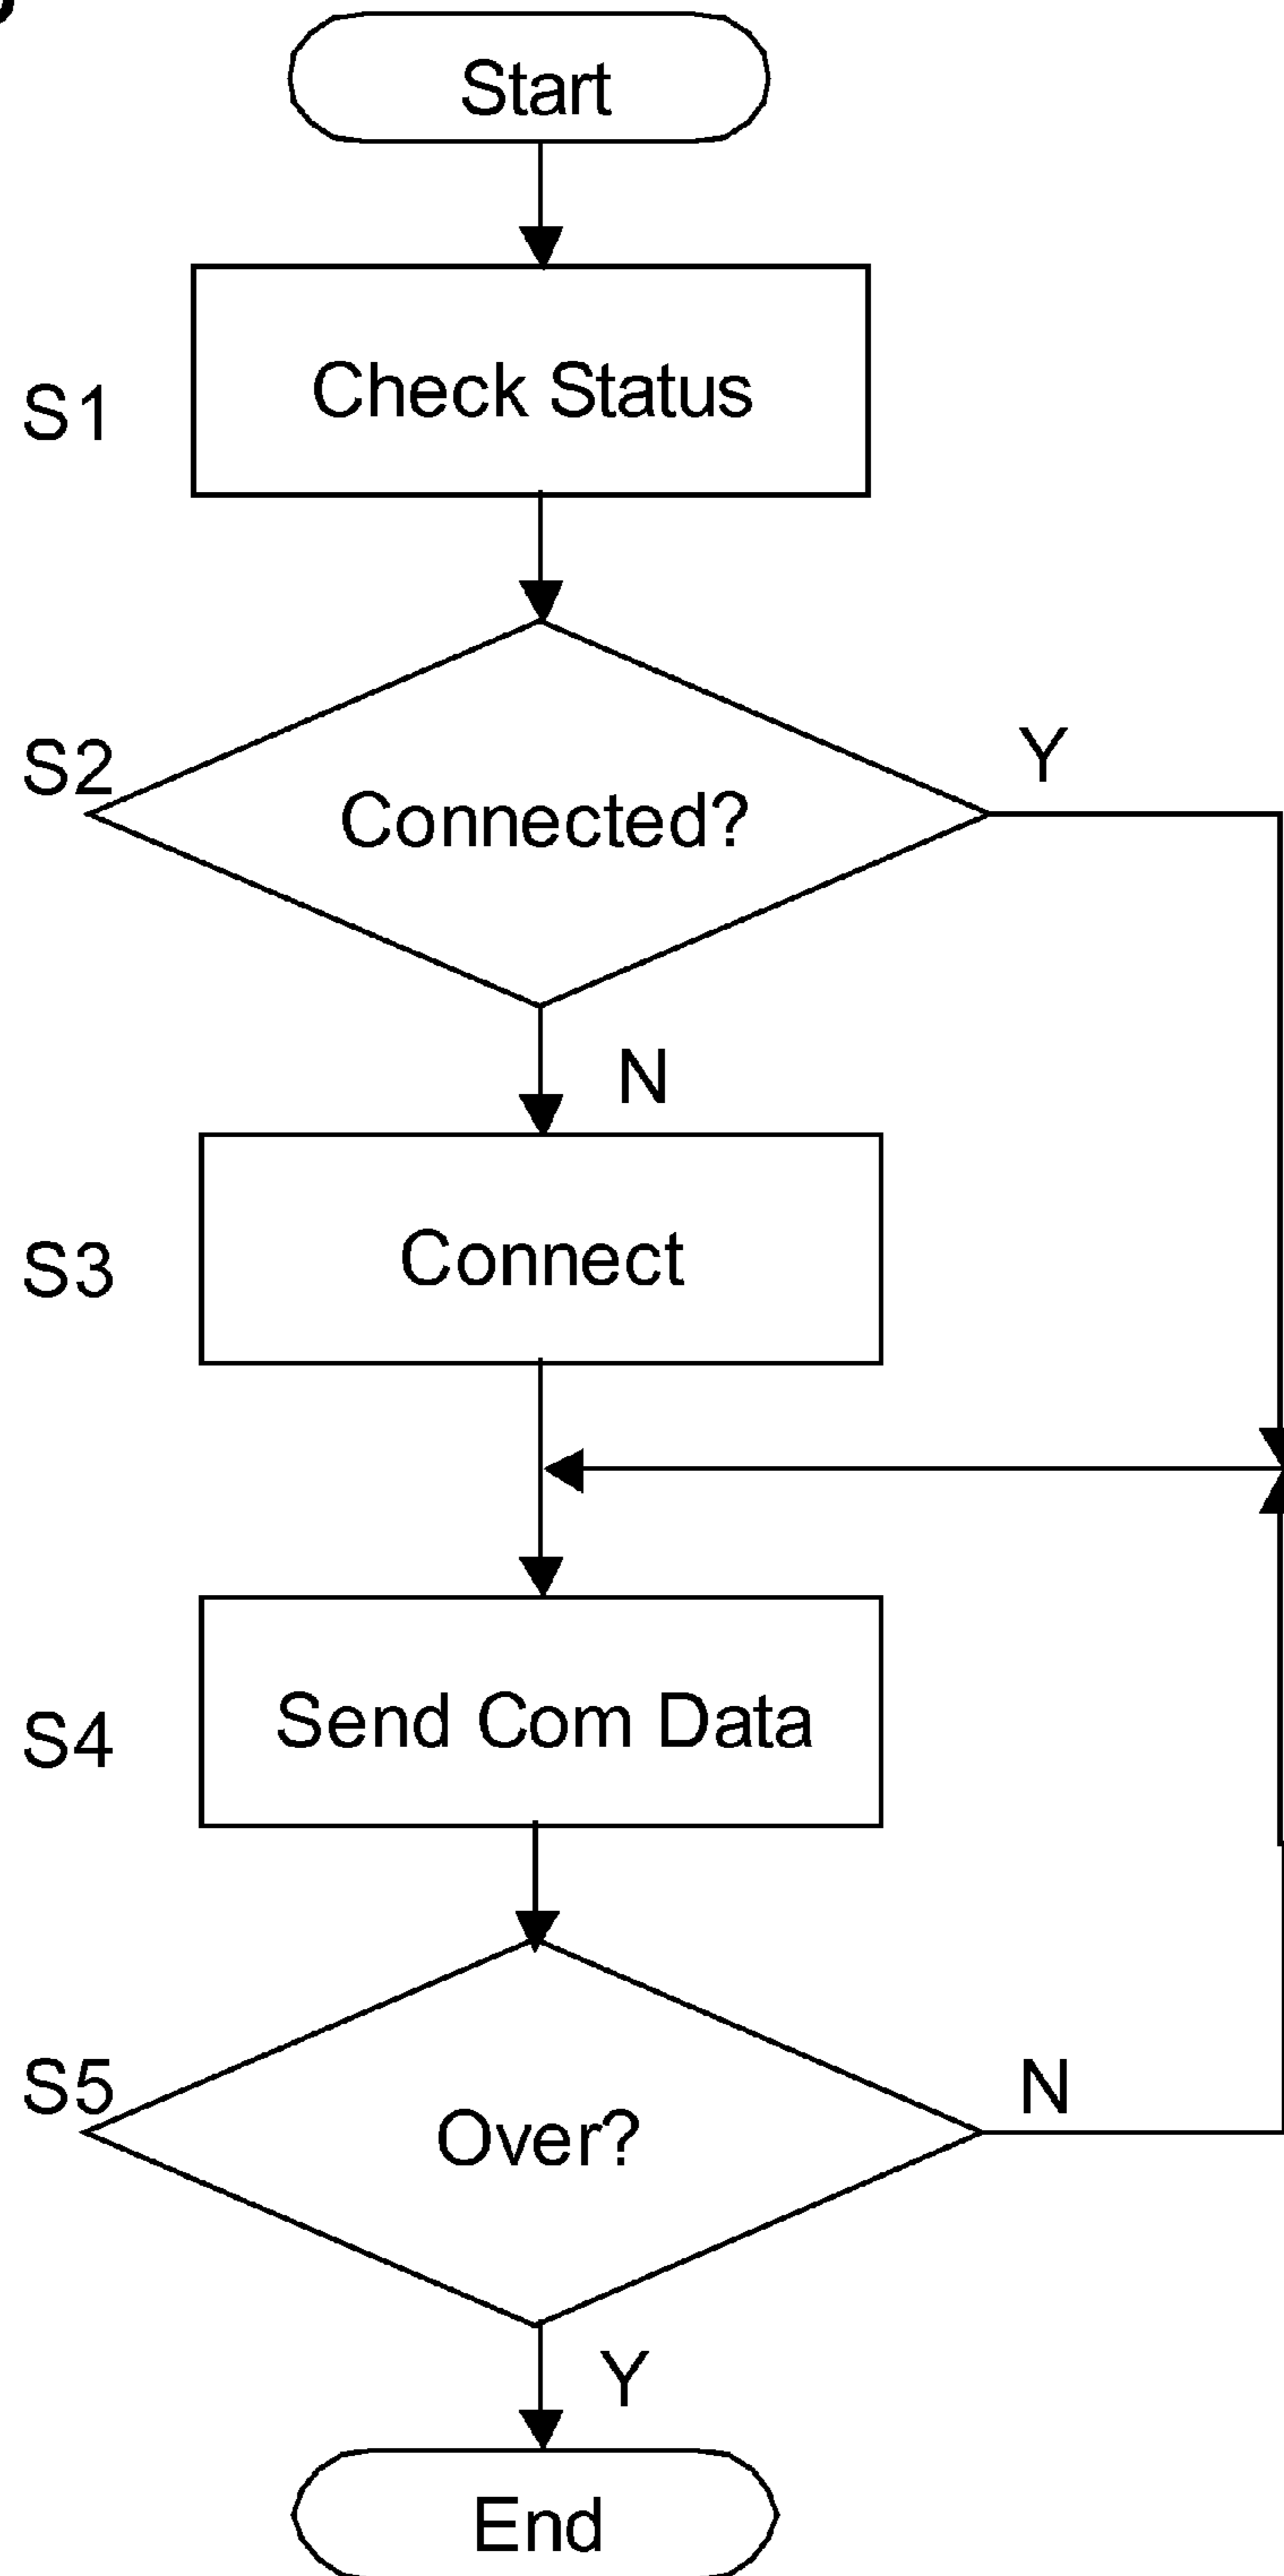 Start
S1
Check Status
S2
Connected?
Y
N
S3
Connect
S4
Send Com Data
S5
Over?
N
Y
End